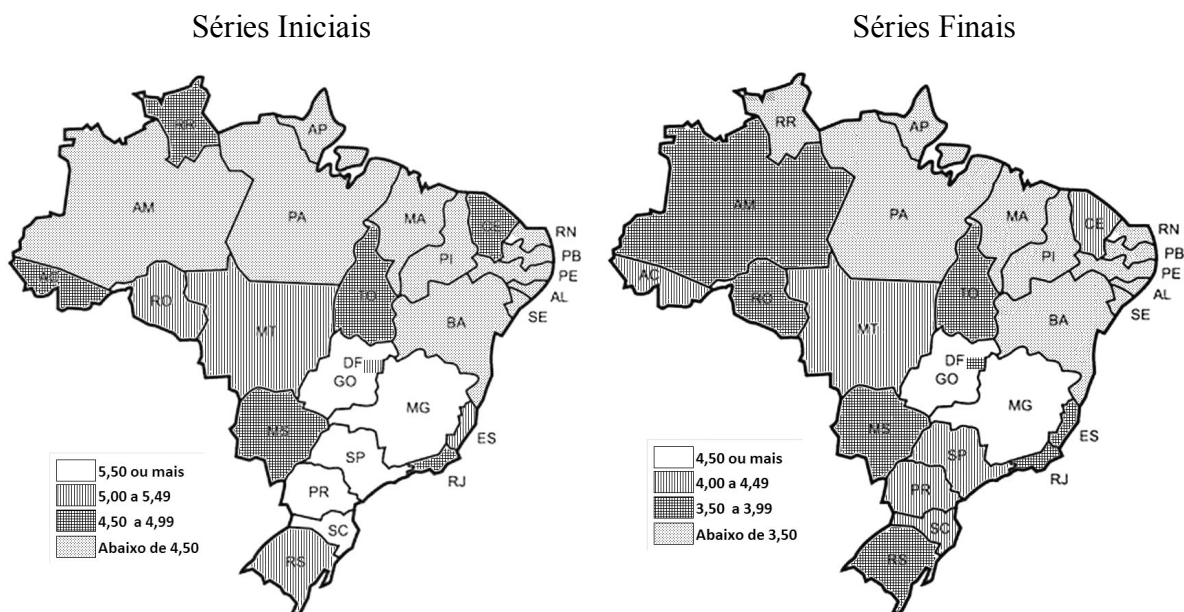 Séries Iniciais
RR
AP
AM
PA
MA
CE
RN
PB
PI
PE
AC
AL
TO
RO
SE
BA
MT
DF
GO
MG
MS
ES
SP
RJ
PR
SC
RS
5,50 ou mais
5,00 a 5,49
4,50 a 4,99
Abaixo de 4,50
Séries Finais
RR
AP
AM
PA
MA
CE
RN
PB
PI
PE
AC
AL
TO
RO
SE
BA
MT
DF
GO
MG
MS
ES
SP
RJ
PR
SC
RS
4,50 ou mais
4,00 a 4,49
3,50 a 3,99
Abaixo de 3,50